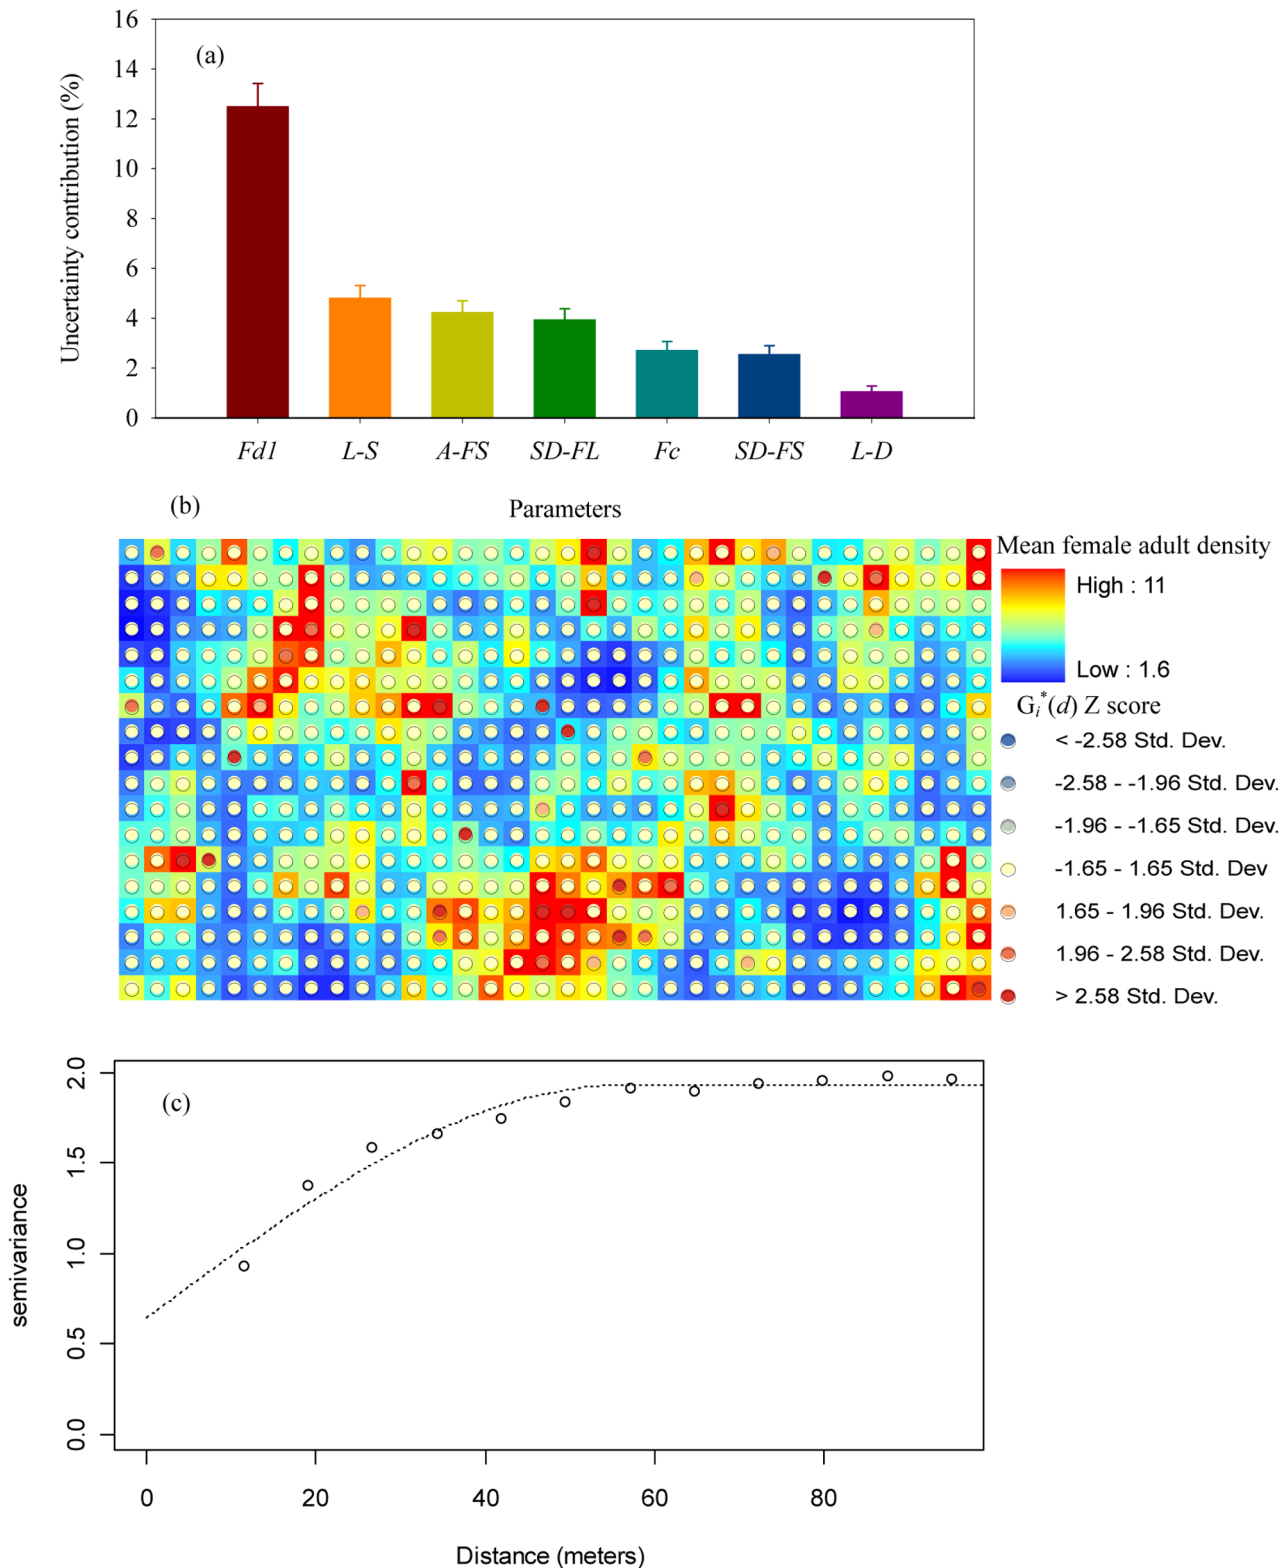 (a)
Uncertainty contribution (%)
16
14
12
10
8
6
4
2
0
Fd1 L-S A-FS SD-FL Fc SD-FS L-D
Parameters
(b)
Mean female adult density
High : 11
Low : 1.6
Gi*(d) Z score
< -2.58 Std. Dev.
-2.58 - -1.96 Std. Dev.
-1.96 - -1.65 Std. Dev.
-1.65 - 1.65 Std. Dev
1.65 - 1.96 Std. Dev.
1.96 - 2.58 Std. Dev.
> 2.58 Std. Dev.
(c)
semivariance
2.0
1.5
1.0
0.5
0.0
0 20 40 60 80
Distance (meters)